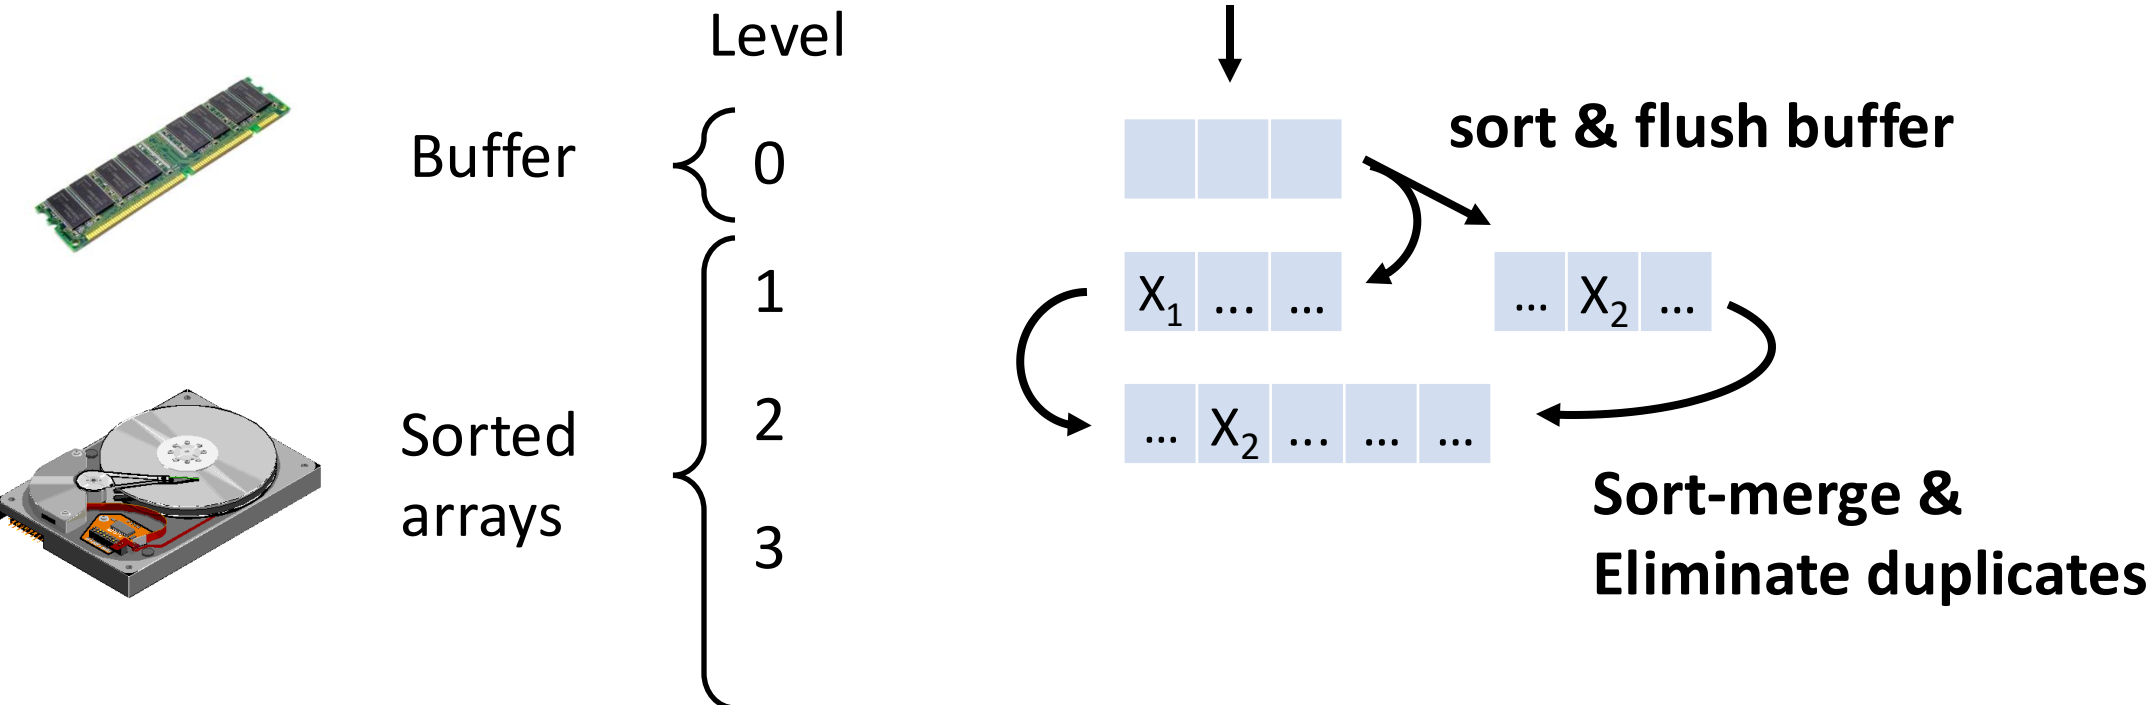 Level
Buffer
0
sort & flush buffer
1
X₁ ... ...
... X₂ ...
Sorted
arrays
2
... X₂ ... ... ...
3
Sort-merge &
Eliminate duplicates